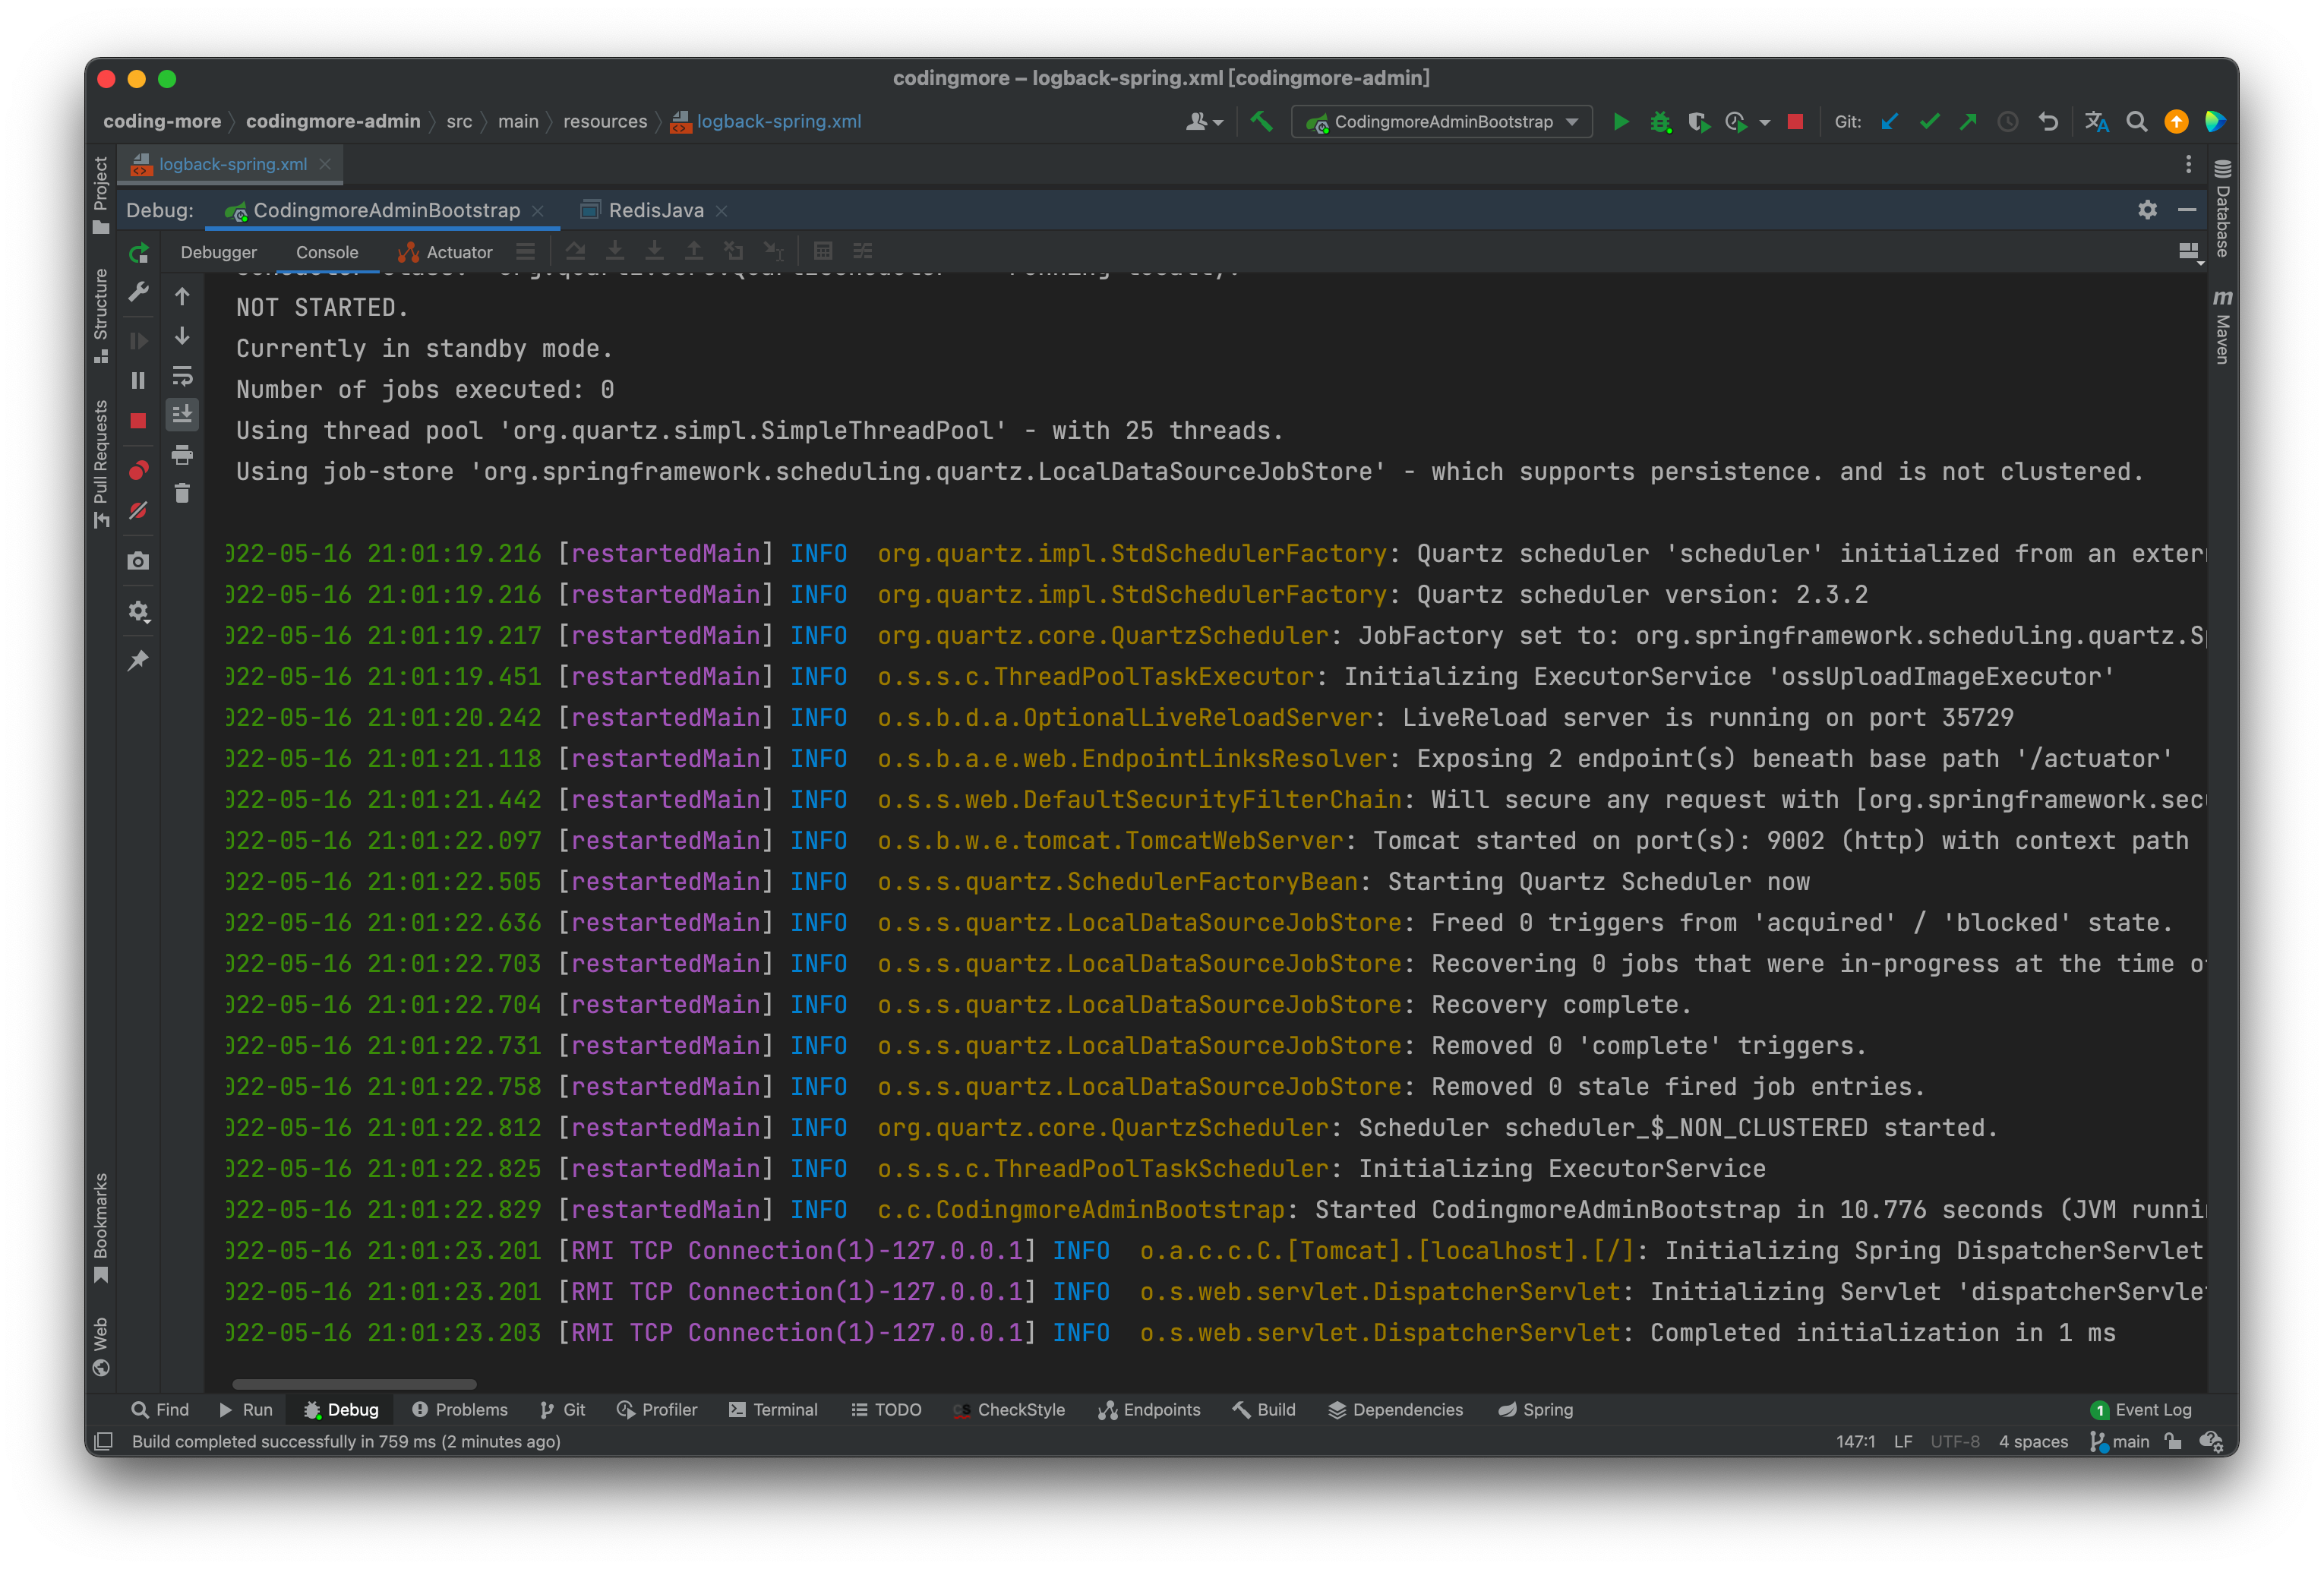 codingmore – logback-spring.xml [codingmore-admin]
coding-more 〉 codingmore-admin 〉 src 〉 main 〉 resources 〉 logback-spring.xml
CodingmoreAdminBootstrap
Git:
logback-spring.xml
Debug: CodingmoreAdminBootstrap RedisJava
Debugger Console Actuator
Project
Structure
Pull Requests
Bookmarks
Web
Database
m Maven
NOT STARTED.
Currently in standby mode.
Number of jobs executed: 0
Using thread pool 'org.quartz.simpl.SimpleThreadPool' - with 25 threads.
Using job-store 'org.springframework.scheduling.quartz.LocalDataSourceJobStore' - which supports persistence. and is not clustered.
022-05-16 21:01:19.216 [restartedMain] INFO  org.quartz.impl.StdSchedulerFactory: Quartz scheduler 'scheduler' initialized from an extern
022-05-16 21:01:19.216 [restartedMain] INFO  org.quartz.impl.StdSchedulerFactory: Quartz scheduler version: 2.3.2
022-05-16 21:01:19.217 [restartedMain] INFO  org.quartz.core.QuartzScheduler: JobFactory set to: org.springframework.scheduling.quartz.Sp
022-05-16 21:01:19.451 [restartedMain] INFO  o.s.s.c.ThreadPoolTaskExecutor: Initializing ExecutorService 'ossUploadImageExecutor'
022-05-16 21:01:20.242 [restartedMain] INFO  o.s.b.d.a.OptionalLiveReloadServer: LiveReload server is running on port 35729
022-05-16 21:01:21.118 [restartedMain] INFO  o.s.b.a.e.web.EndpointLinksResolver: Exposing 2 endpoint(s) beneath base path '/actuator'
022-05-16 21:01:21.442 [restartedMain] INFO  o.s.s.web.DefaultSecurityFilterChain: Will secure any request with [org.springframework.secu
022-05-16 21:01:22.097 [restartedMain] INFO  o.s.b.w.e.tomcat.TomcatWebServer: Tomcat started on port(s): 9002 (http) with context path
022-05-16 21:01:22.505 [restartedMain] INFO  o.s.s.quartz.SchedulerFactoryBean: Starting Quartz Scheduler now
022-05-16 21:01:22.636 [restartedMain] INFO  o.s.s.quartz.LocalDataSourceJobStore: Freed 0 triggers from 'acquired' / 'blocked' state.
022-05-16 21:01:22.703 [restartedMain] INFO  o.s.s.quartz.LocalDataSourceJobStore: Recovering 0 jobs that were in-progress at the time of
022-05-16 21:01:22.704 [restartedMain] INFO  o.s.s.quartz.LocalDataSourceJobStore: Recovery complete.
022-05-16 21:01:22.731 [restartedMain] INFO  o.s.s.quartz.LocalDataSourceJobStore: Removed 0 'complete' triggers.
022-05-16 21:01:22.758 [restartedMain] INFO  o.s.s.quartz.LocalDataSourceJobStore: Removed 0 stale fired job entries.
022-05-16 21:01:22.812 [restartedMain] INFO  org.quartz.core.QuartzScheduler: Scheduler scheduler_$_NON_CLUSTERED started.
022-05-16 21:01:22.825 [restartedMain] INFO  o.s.s.c.ThreadPoolTaskScheduler: Initializing ExecutorService
022-05-16 21:01:22.829 [restartedMain] INFO  c.c.CodingmoreAdminBootstrap: Started CodingmoreAdminBootstrap in 10.776 seconds (JVM runnin
022-05-16 21:01:23.201 [RMI TCP Connection(1)-127.0.0.1] INFO  o.a.c.c.C.[Tomcat].[localhost].[/]: Initializing Spring DispatcherServlet
022-05-16 21:01:23.201 [RMI TCP Connection(1)-127.0.0.1] INFO  o.s.web.servlet.DispatcherServlet: Initializing Servlet 'dispatcherServlet
022-05-16 21:01:23.203 [RMI TCP Connection(1)-127.0.0.1] INFO  o.s.web.servlet.DispatcherServlet: Completed initialization in 1 ms
Find Run Debug Problems Git Profiler Terminal TODO CheckStyle Endpoints Build Dependencies Spring 1 Event Log
Build completed successfully in 759 ms (2 minutes ago) 147:1 LF UTF-8 4 spaces main